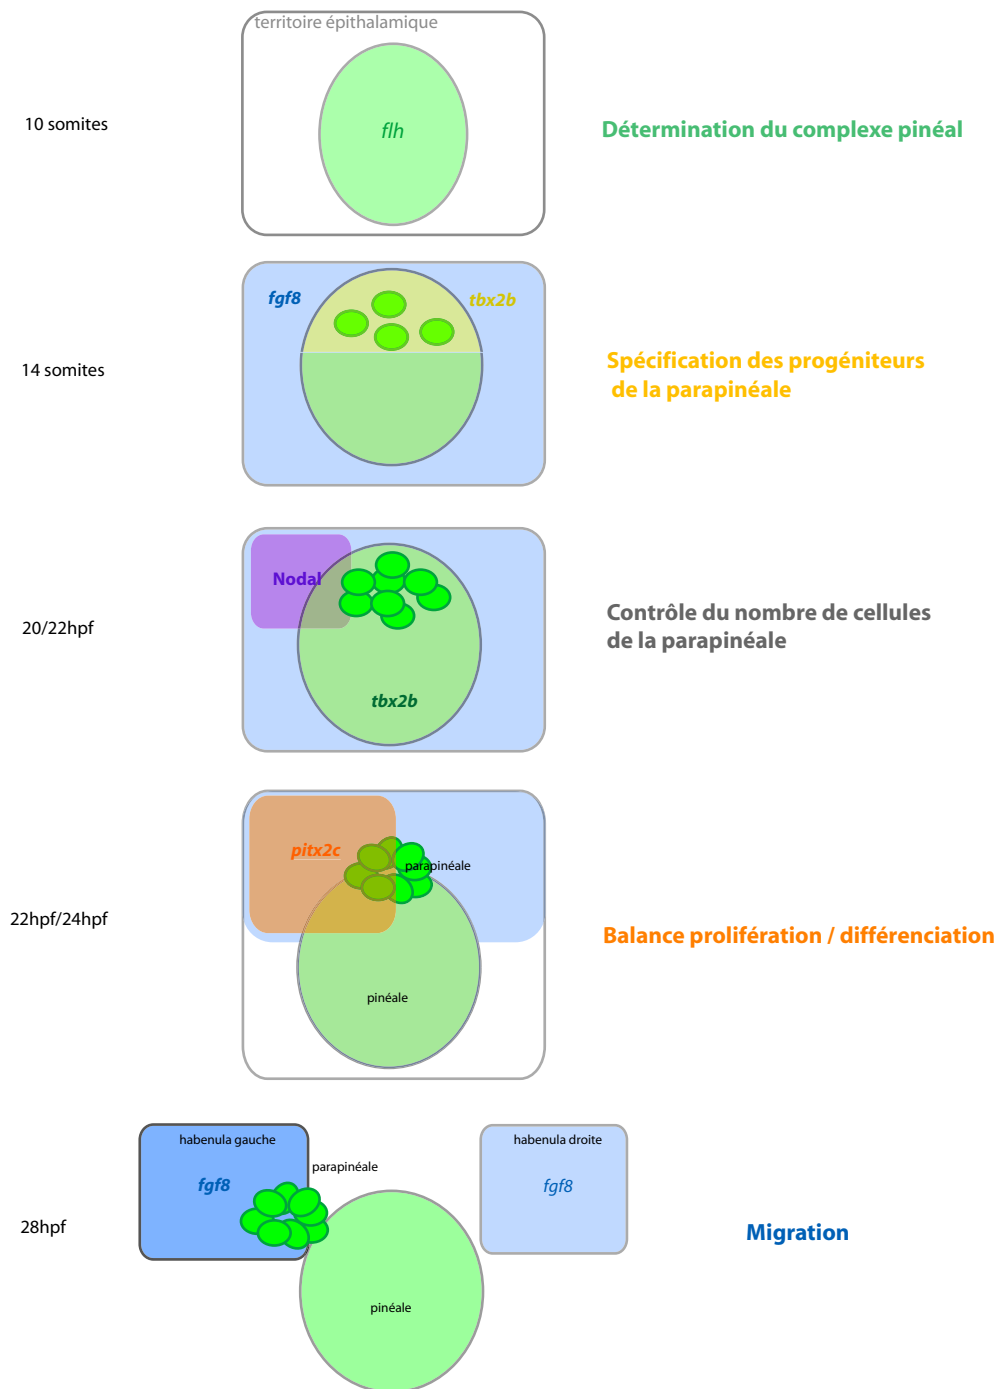 territoire épithalamique
10 somites
flh
Détermination du complexe pinéal
fgf8
tbx2b
14 somites
Spécification des progéniteurs
de la parapinéale
Nodal
20/22hpf
Contrôle du nombre de cellules
de la parapinéale
tbx2b
pitx2c
parapinéale
22hpf/24hpf
Balance prolifération / différenciation
pinéale
habenula gauche
habenula droite
parapinéale
fgf8
fgf8
28hpf
Migration
pinéale